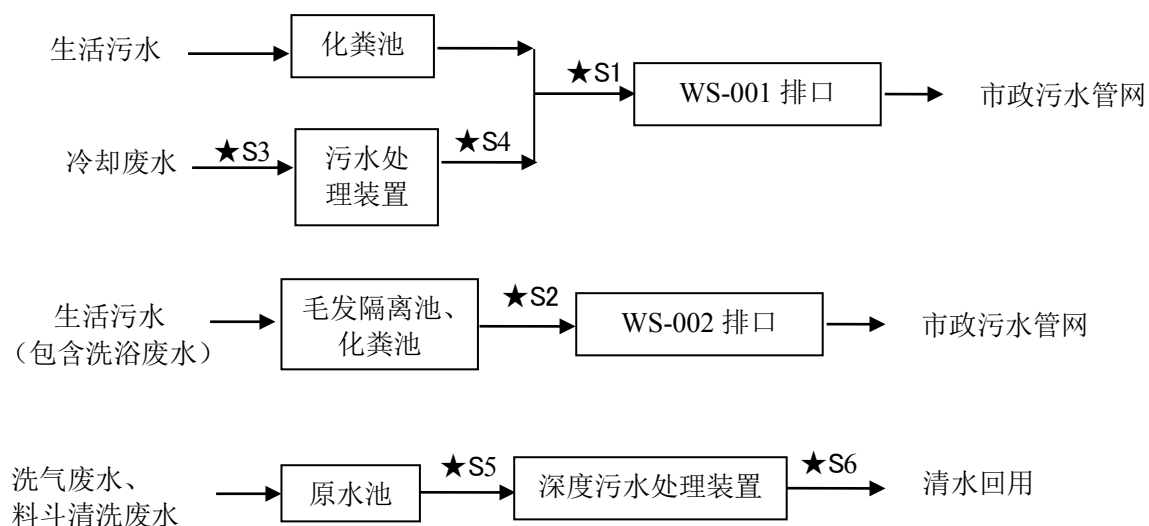 生活污水
化粪池
★S1
WS-001 排口
市政污水管网
冷却废水
★S3
污水处
理装置
★S4
生活污水
（包含洗浴废水）
毛发隔离池、
化粪池
★S2
WS-002 排口
市政污水管网
洗气废水、
料斗清洗废水
原水池
★S5
深度污水处理装置
★S6
清水回用